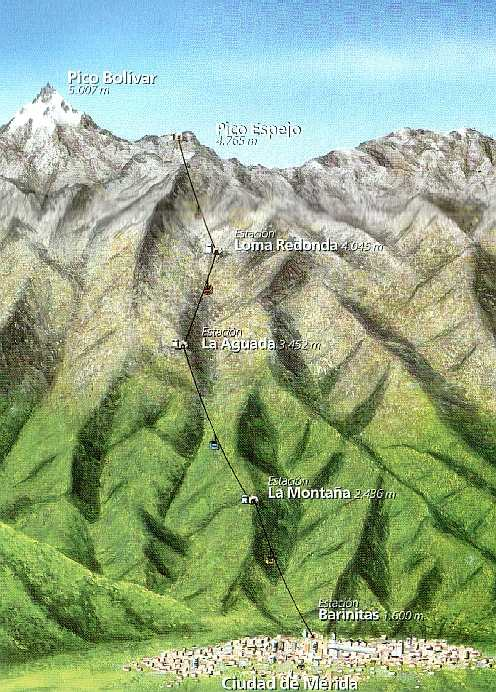 Pico Bolívar
5.007 m
Pico Espejo
4.765 m
Estación
Loma Redonda 4.045 m
Estación
La Aguada 3.452 m
Estación
La Montaña 2.436 m
Estación
Barinitas 1.600 m.
Ciudad de Mérida